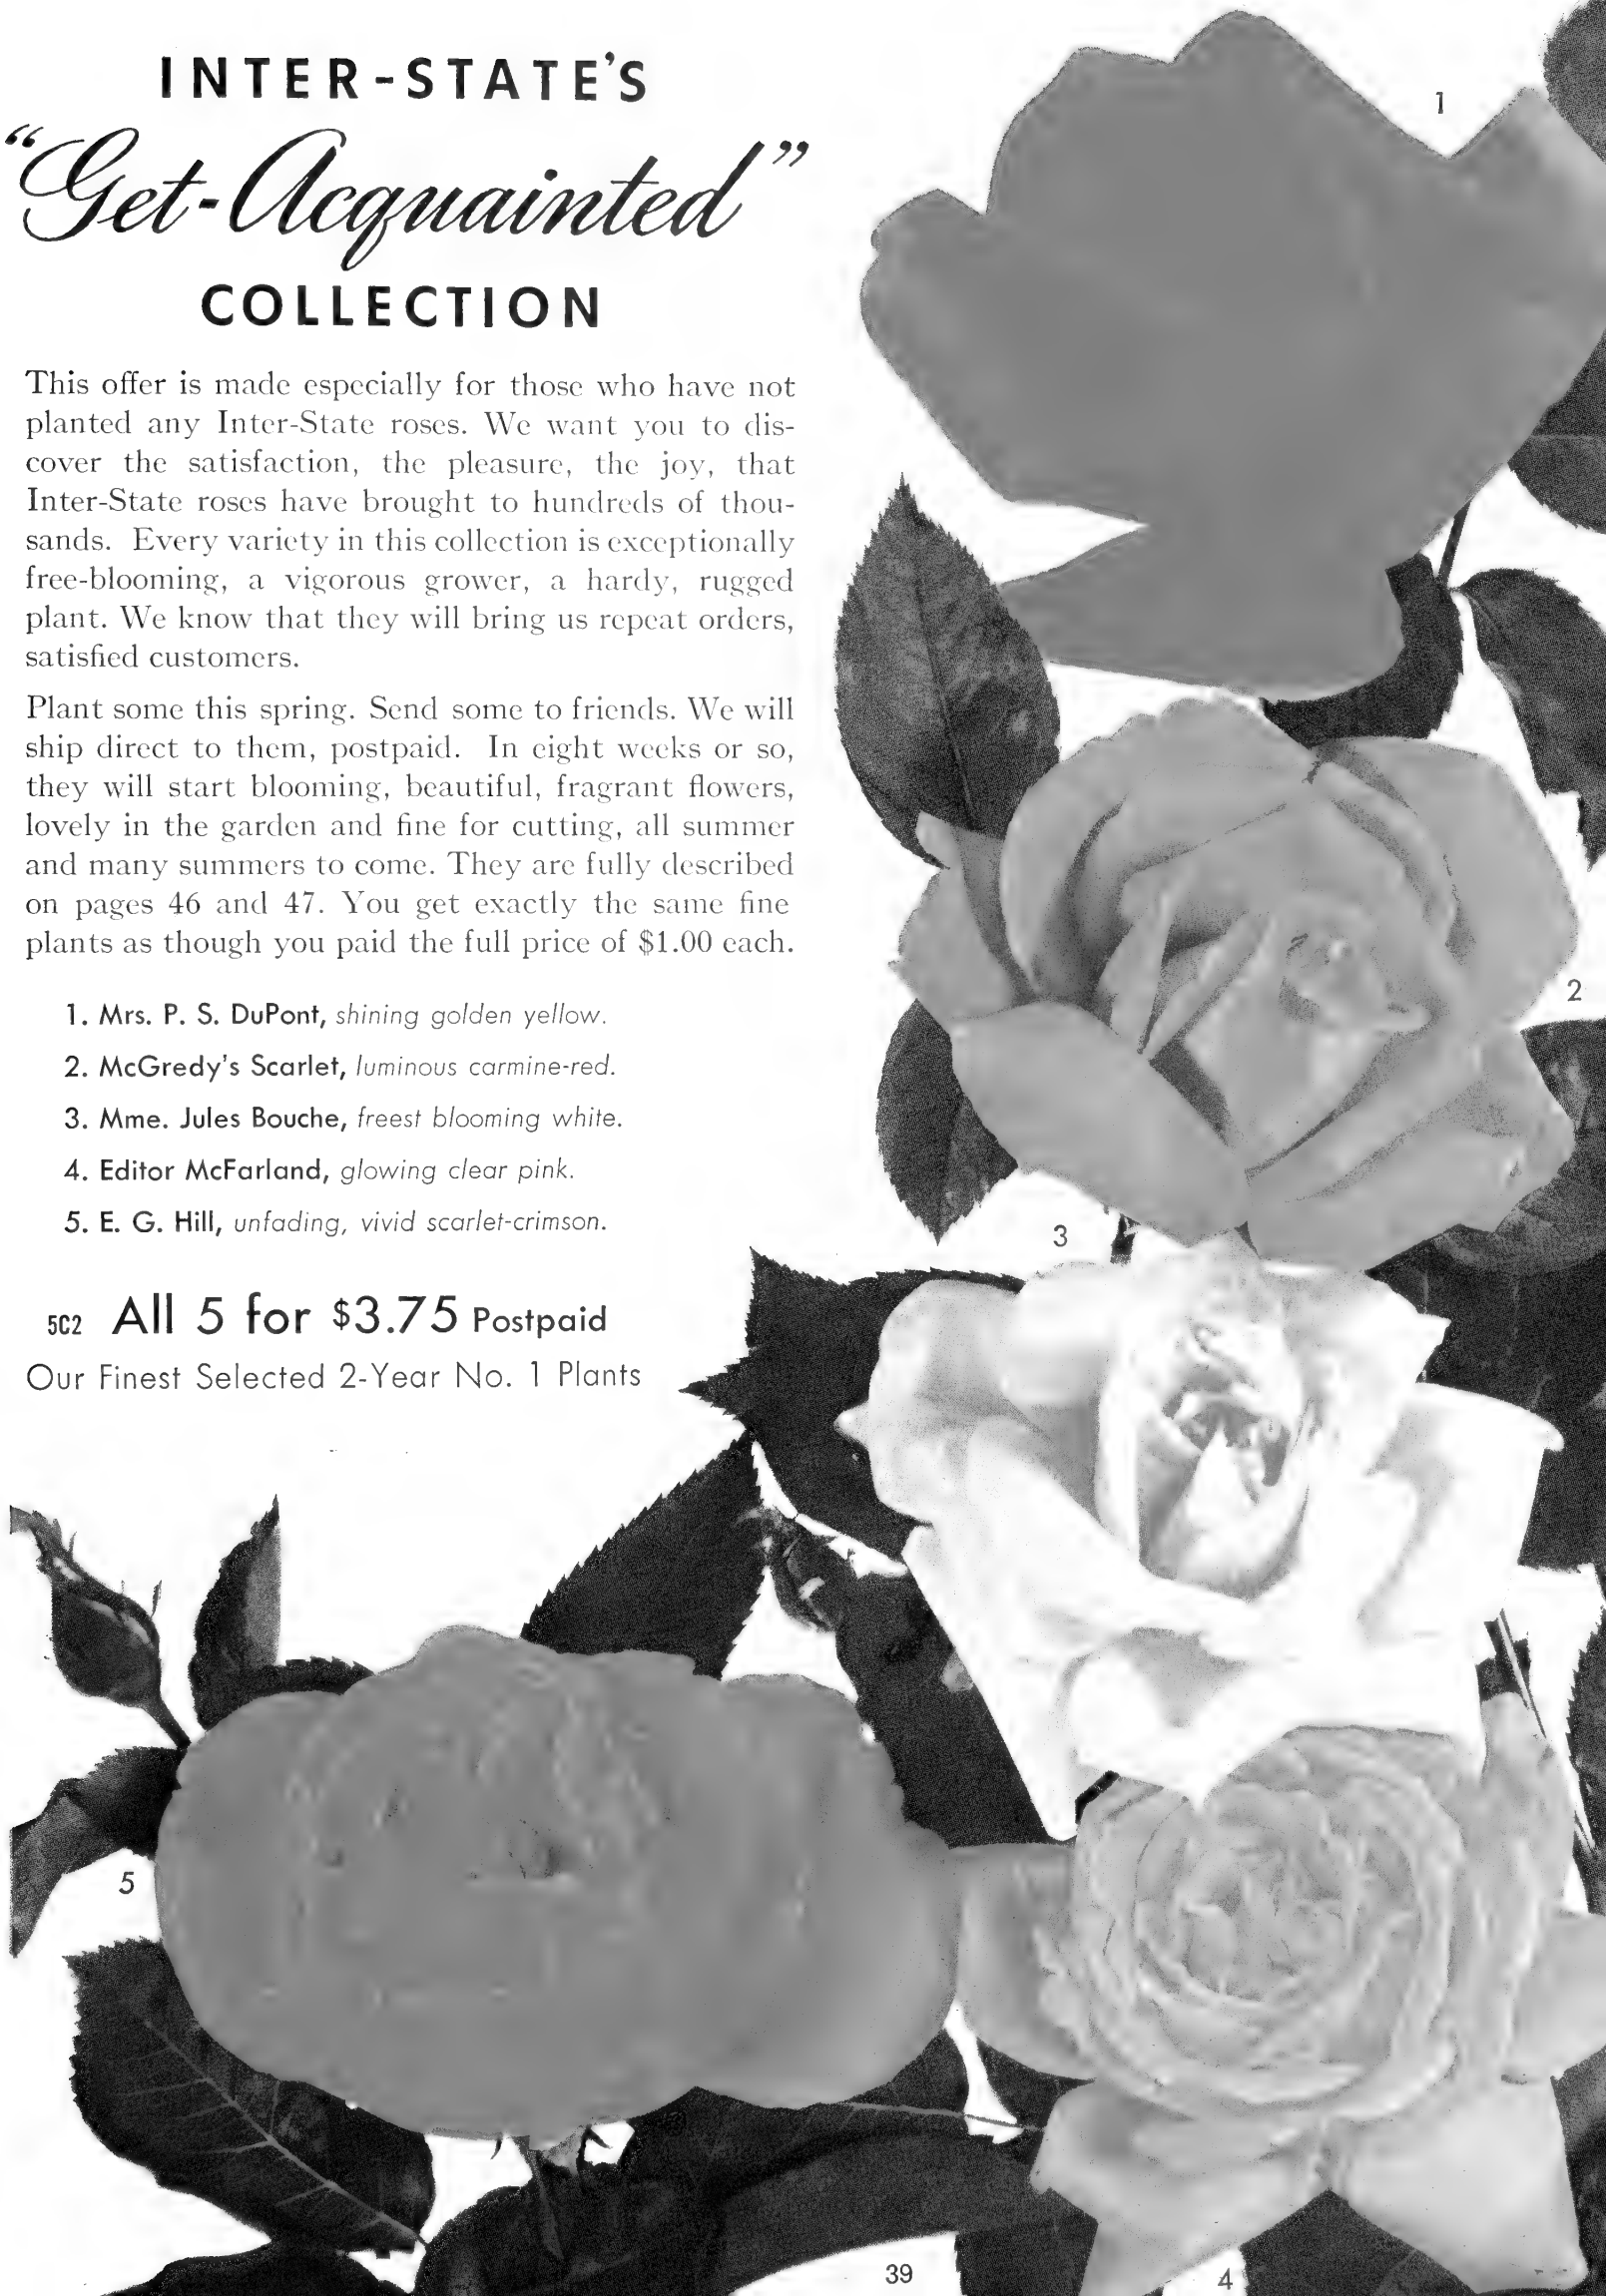 INTER-STATE'S
“Get-Acquainted”
COLLECTION
This offer is made especially for those who have not
planted any Inter-State roses. We want you to dis-
cover the satisfaction, the pleasure, the joy, that
Inter-State roses have brought to hundreds of thou-
sands. Every variety in this collection is exceptionally
free-blooming, a vigorous grower, a hardy, rugged
plant. We know that they will bring us repeat orders,
satisfied customers.
Plant some this spring. Send some to friends. We will
ship direct to them, postpaid. In eight weeks or so,
they will start blooming, beautiful, fragrant flowers,
lovely in the garden and fine for cutting, all summer
and many summers to come. They are fully described
on pages 46 and 47. You get exactly the same fine
plants as though you paid the full price of $1.00 each.
1. Mrs. P. S. DuPont, shining golden yellow.
2. McGredy's Scarlet, luminous carmine-red.
3. Mme. Jules Bouche, freest blooming white.
4. Editor McFarland, glowing clear pink.
5. E. G. Hill, unfading, vivid scarlet-crimson.
5C2 All 5 for $3.75 Postpaid
Our Finest Selected 2-Year No. 1 Plants
1
2
3
5
39
4